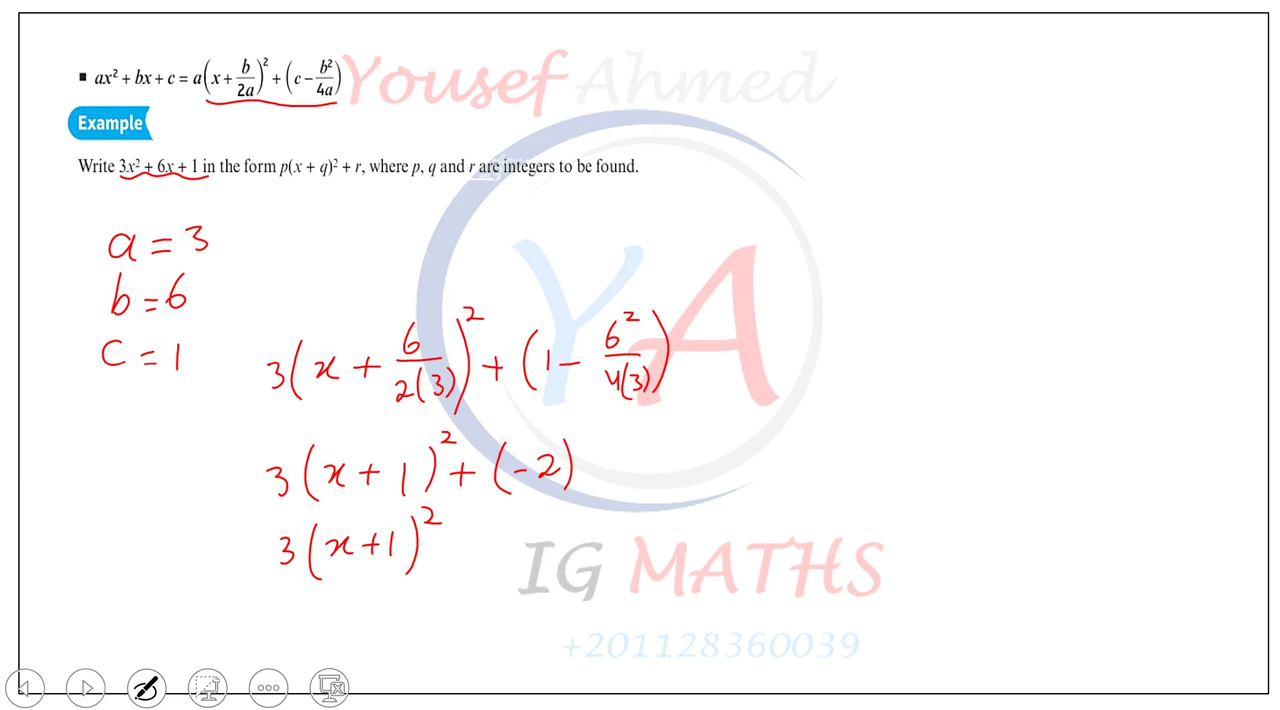 ▪ ax² + bx + c = a(x + b/2a)² + (c − b²/4a)
Yousef Ahmed
Example
Write 3x² + 6x + 1 in the form p(x + q)² + r, where p, q and r are integers to be found.
YA
a = 3
b = 6
c = 1
3(x + 6/2(3))² + (1 − 6²/4(3))
3(x + 1)² + (−2)
3(x+1)²
IG MATHS
+201128360039